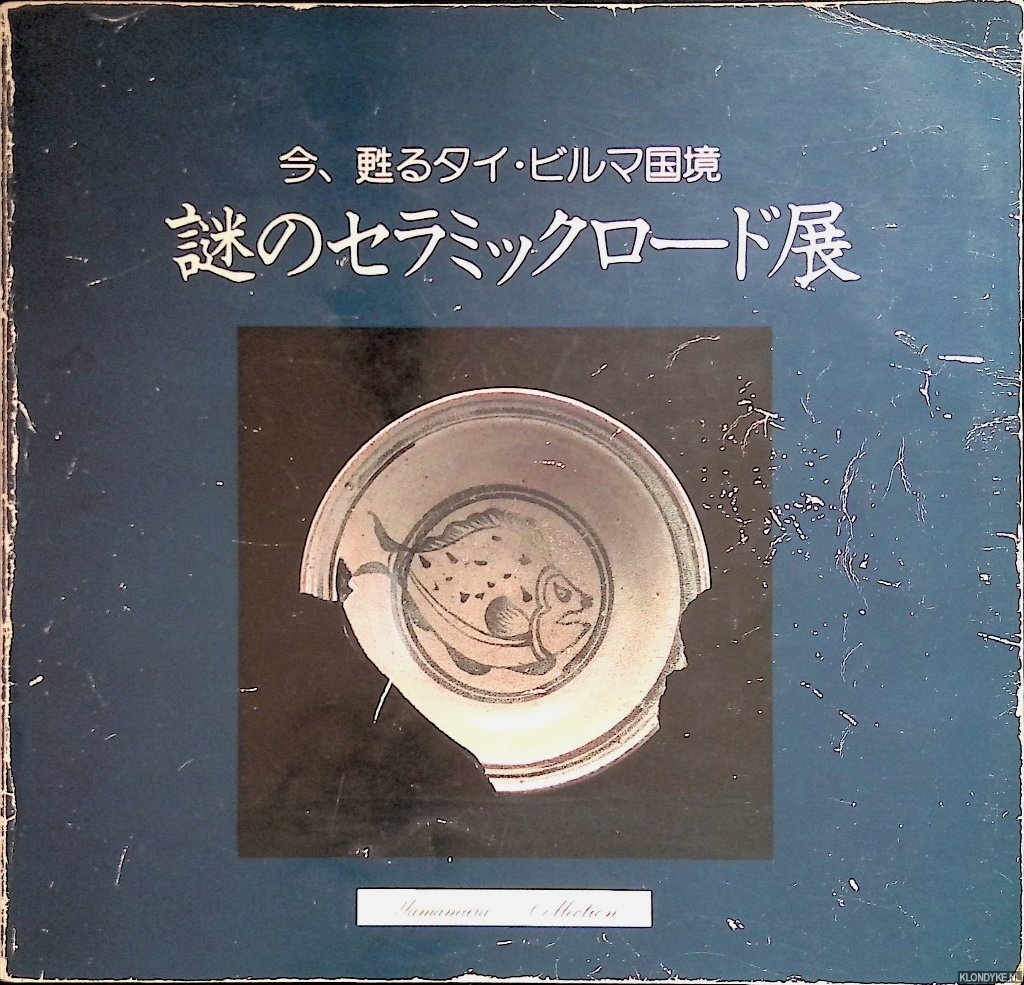 今、甦るタイ・ビルマ国境
謎のセラミックロード展
Yamamura Collection
KLONDYKE.NL